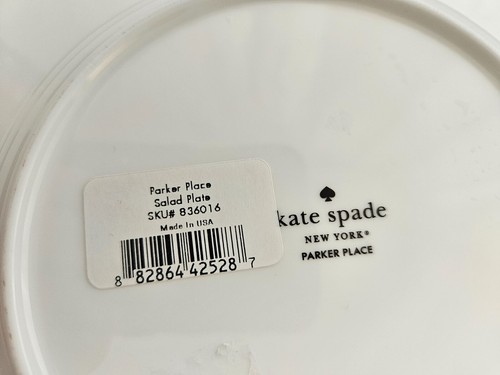 Parker Place
Salad Plate
SKU# 836016
Made In USA
8 82864 42528 7
kate spade
NEW YORK®
PARKER PLACE